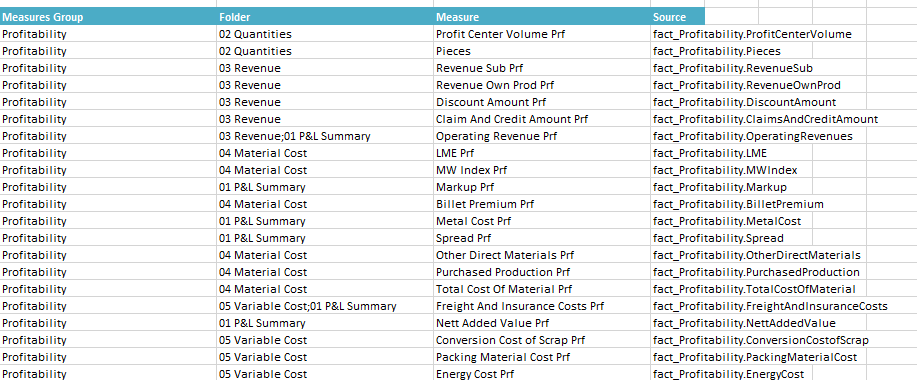 Measures Group Folder Measure Source
Profitability 02 Quantities Profit Center Volume Prf fact_Profitability.ProfitCenterVolume
Profitability 02 Quantities Pieces fact_Profitability.Pieces
Profitability 03 Revenue Revenue Sub Prf fact_Profitability.RevenueSub
Profitability 03 Revenue Revenue Own Prod Prf fact_Profitability.RevenueOwnProd
Profitability 03 Revenue Discount Amount Prf fact_Profitability.DiscountAmount
Profitability 03 Revenue Claim And Credit Amount Prf fact_Profitability.ClaimsAndCreditAmount
Profitability 03 Revenue;01 P&L Summary Operating Revenue Prf fact_Profitability.OperatingRevenues
Profitability 04 Material Cost LME Prf fact_Profitability.LME
Profitability 04 Material Cost MW Index Prf fact_Profitability.MWIndex
Profitability 01 P&L Summary Markup Prf fact_Profitability.Markup
Profitability 04 Material Cost Billet Premium Prf fact_Profitability.BilletPremium
Profitability 01 P&L Summary Metal Cost Prf fact_Profitability.MetalCost
Profitability 01 P&L Summary Spread Prf fact_Profitability.Spread
Profitability 04 Material Cost Other Direct Materials Prf fact_Profitability.OtherDirectMaterials
Profitability 04 Material Cost Purchased Production Prf fact_Profitability.PurchasedProduction
Profitability 04 Material Cost Total Cost Of Material Prf fact_Profitability.TotalCostOfMaterial
Profitability 05 Variable Cost;01 P&L Summary Freight And Insurance Costs Prf fact_Profitability.FreightAndInsuranceCosts
Profitability 01 P&L Summary Nett Added Value Prf fact_Profitability.NettAddedValue
Profitability 05 Variable Cost Conversion Cost of Scrap Prf fact_Profitability.ConversionCostofScrap
Profitability 05 Variable Cost Packing Material Cost Prf fact_Profitability.PackingMaterialCost
Profitability 05 Variable Cost Energy Cost Prf fact_Profitability.EnergyCost